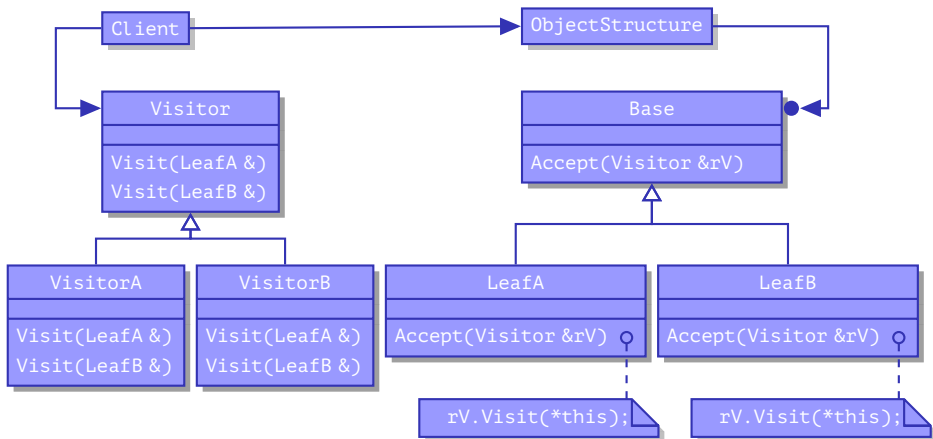 Client
ObjectStructure
Visitor
Visit(LeafA &)
Visit(LeafB &)
Base
Accept(Visitor &rV)
VisitorA
Visit(LeafA &)
Visit(LeafB &)
VisitorB
Visit(LeafA &)
Visit(LeafB &)
LeafA
Accept(Visitor &rV)
LeafB
Accept(Visitor &rV)
rV.Visit(*this);
rV.Visit(*this);